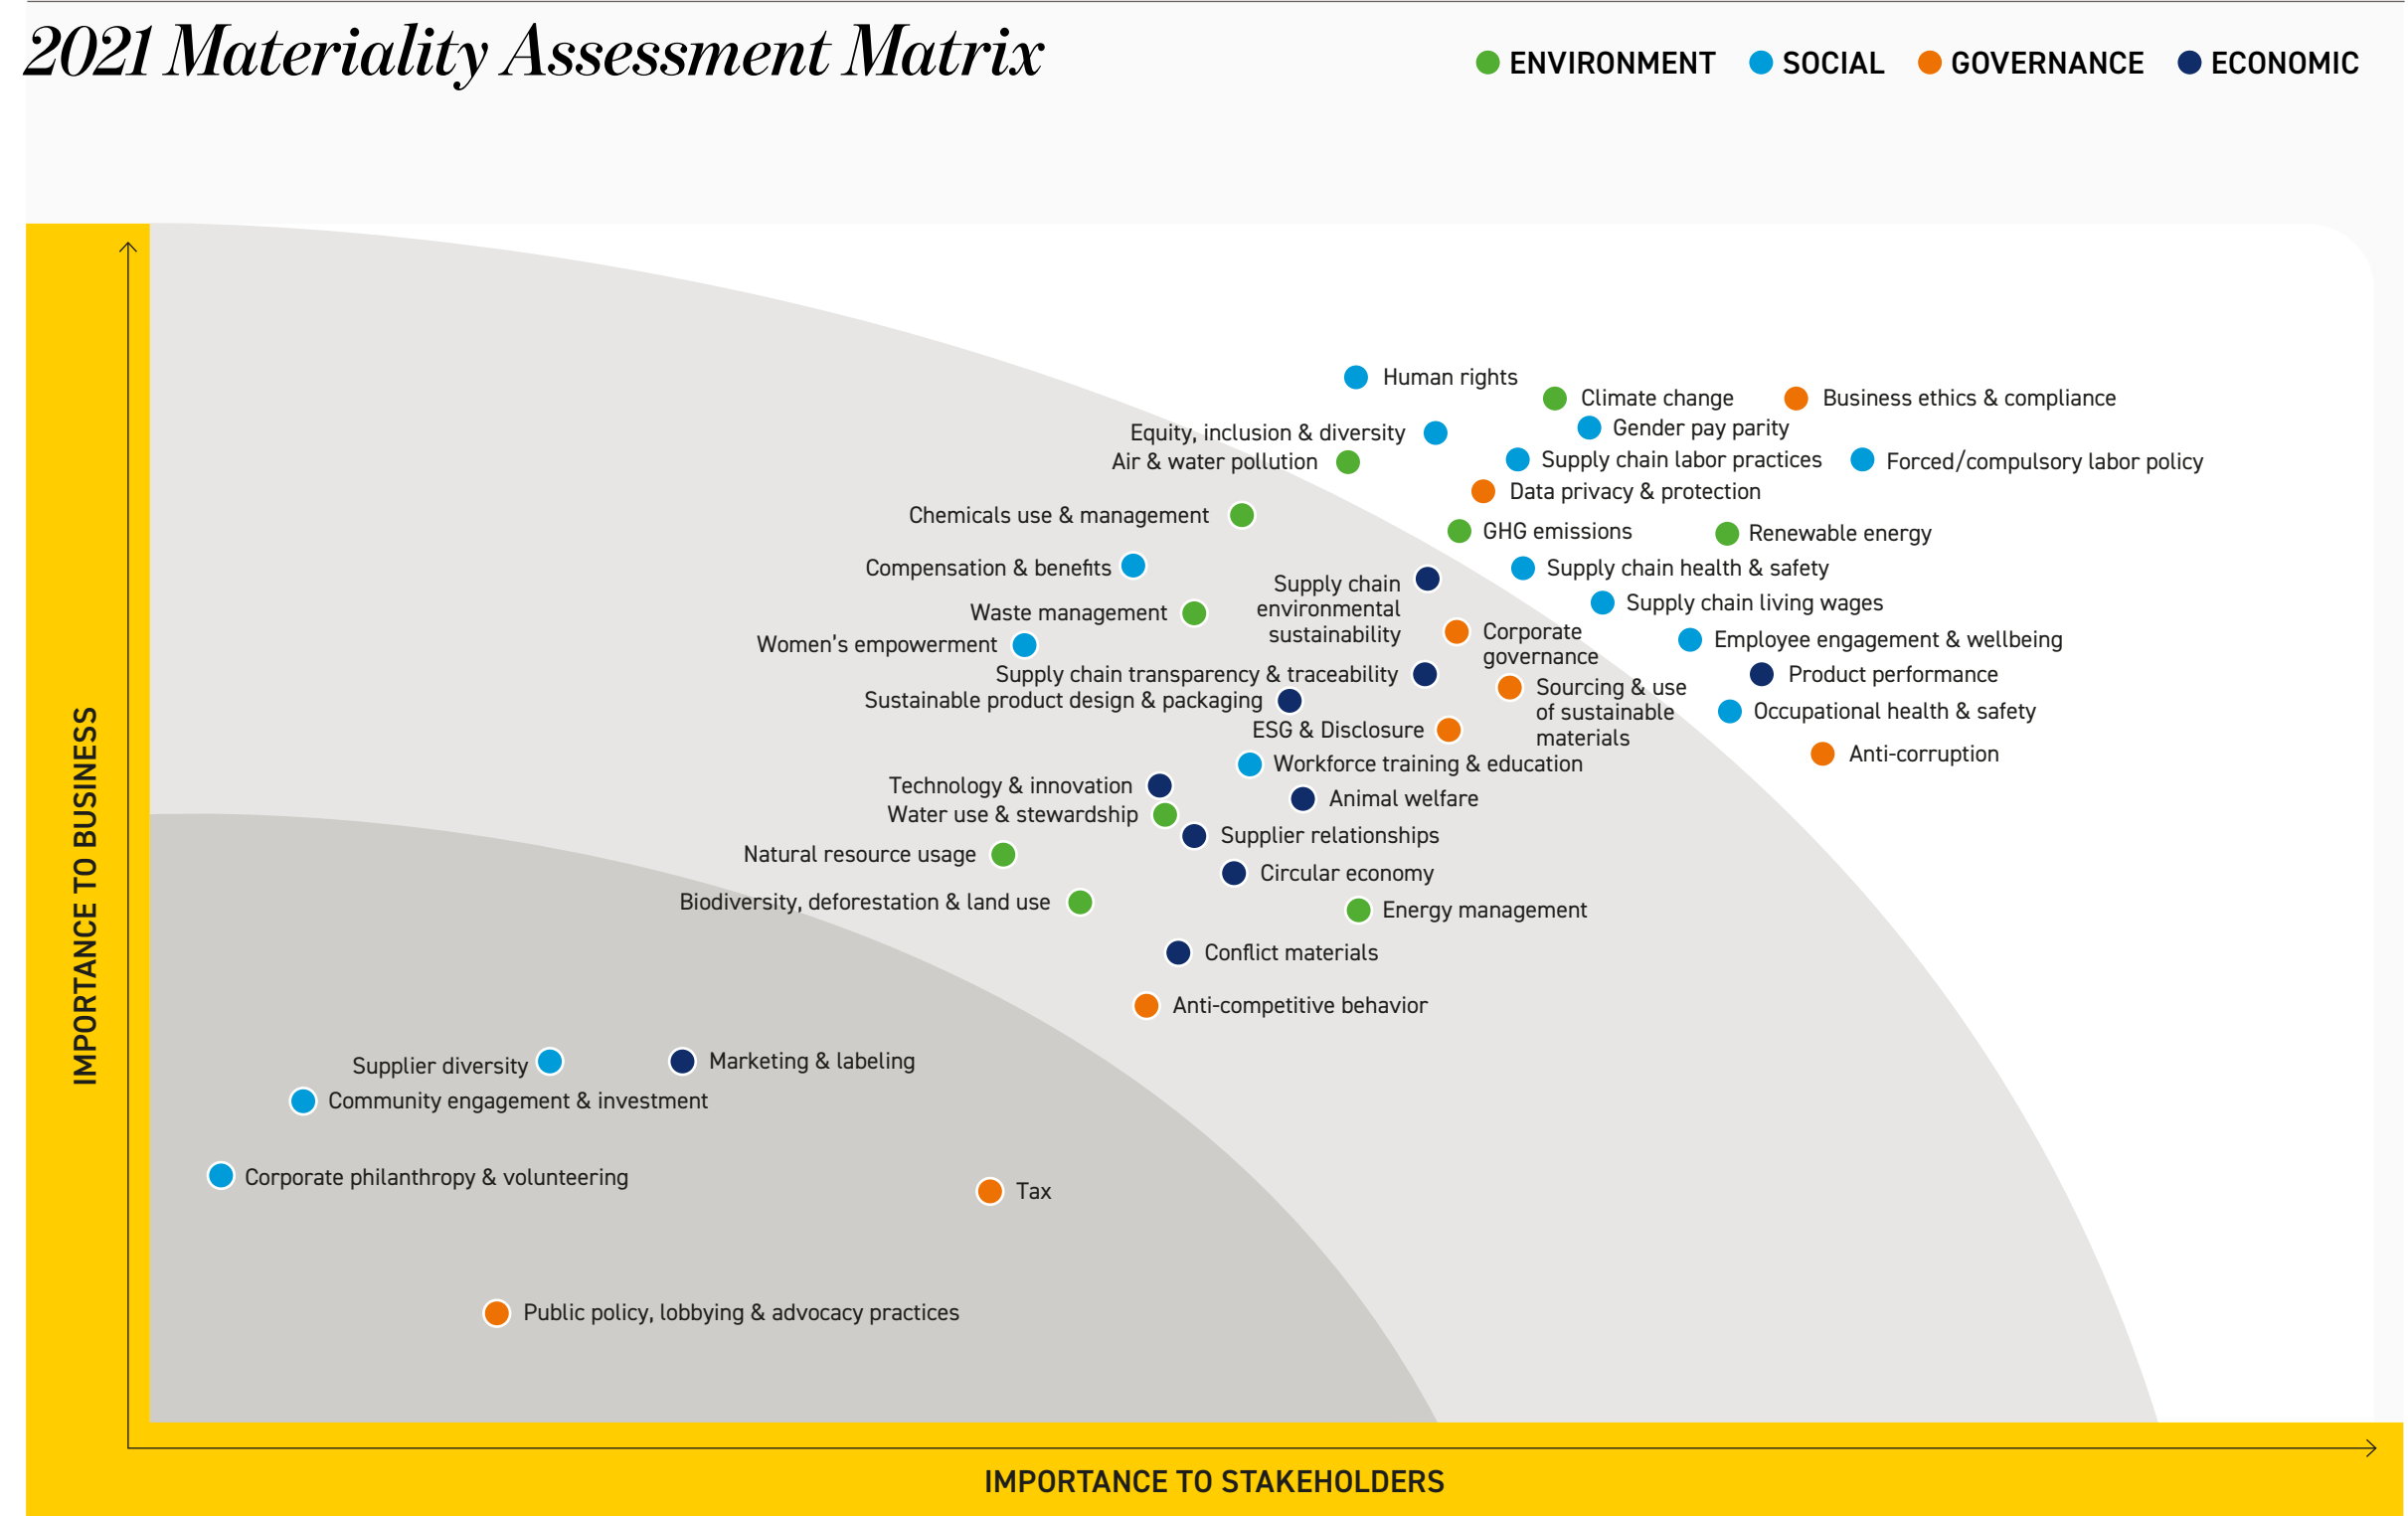 2021 Materiality Assessment Matrix
ENVIRONMENT
SOCIAL
GOVERNANCE
ECONOMIC
IMPORTANCE TO BUSINESS
Human rights
Climate change
Business ethics & compliance
Gender pay parity
Equity, inclusion & diversity
Air & water pollution
Supply chain labor practices
Forced/compulsory labor policy
Data privacy & protection
Chemicals use & management
GHG emissions
Renewable energy
Compensation & benefits
Supply chain health & safety
Supply chain
environmental
sustainability
Supply chain living wages
Waste management
Corporate
governance
Women's empowerment
Employee engagement & wellbeing
Supply chain transparency & traceability
Product performance
Sourcing & use
of sustainable
materials
Sustainable product design & packaging
Occupational health & safety
ESG & Disclosure
Anti-corruption
Workforce training & education
Technology & innovation
Animal welfare
Water use & stewardship
Supplier relationships
Natural resource usage
Circular economy
Biodiversity, deforestation & land use
Energy management
Conflict materials
Anti-competitive behavior
Supplier diversity
Marketing & labeling
Community engagement & investment
Corporate philanthropy & volunteering
Tax
Public policy, lobbying & advocacy practices
IMPORTANCE TO STAKEHOLDERS